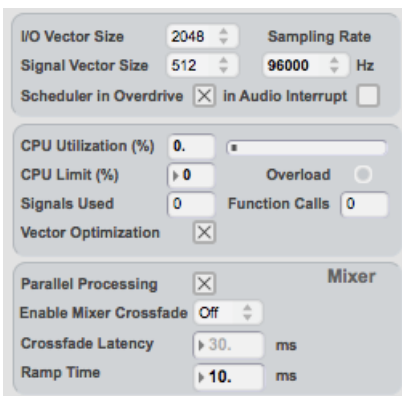 I/O Vector Size 2048 Sampling Rate
Signal Vector Size 512 96000 Hz
Scheduler in Overdrive in Audio Interrupt
CPU Utilization (%) 0.
CPU Limit (%) 0 Overload
Signals Used 0 Function Calls 0
Vector Optimization
Parallel Processing Mixer
Enable Mixer Crossfade Off
Crossfade Latency 30. ms
Ramp Time 10. ms